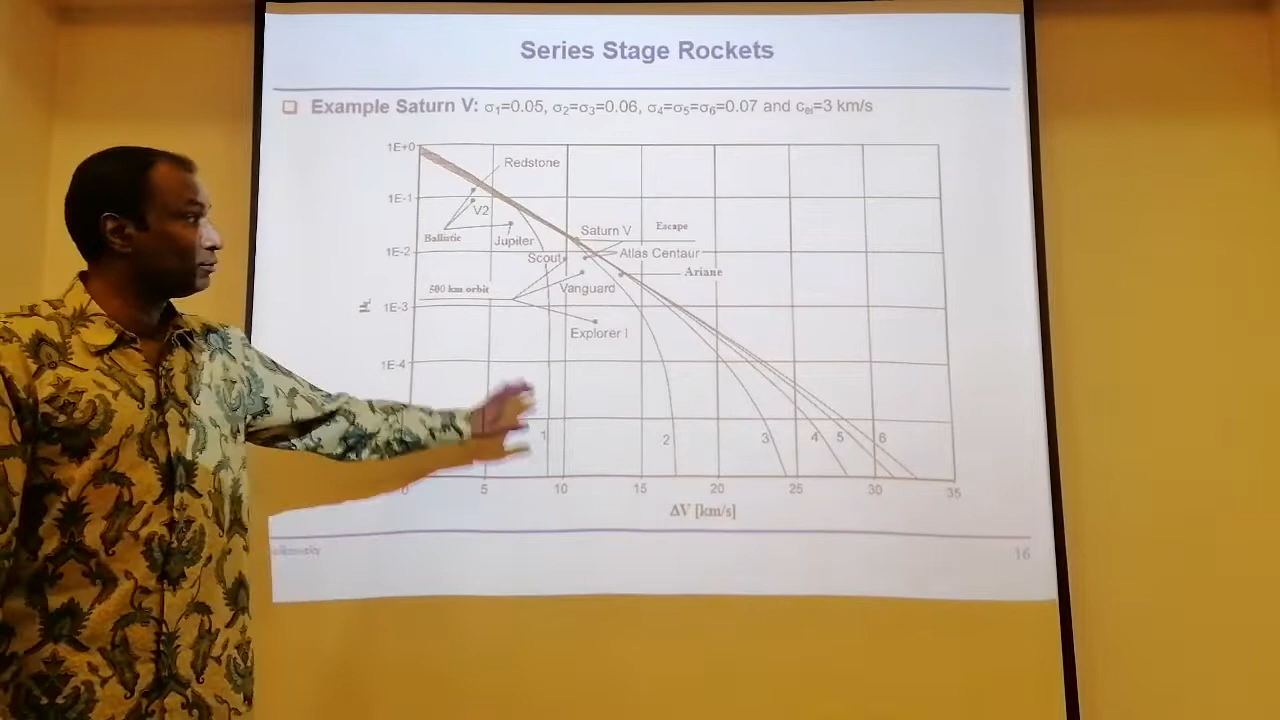 Series Stage Rockets
Example Saturn V: σ1=0.05, σ2=σ3=0.06, σ4=σ5=σ6=0.07 and cei=3 km/s
1E+0
Redstone
1E-1
V2
Saturn V
Escape
Ballistic
Jupiter
1E-2
Scout
Atlas Centaur
Ariane
500 km orbit
Vanguard
1E-3
Explorer I
1E-4
1 2 3 4 5 6
0 5 10 15 20 25 30 35
ΔV [km/s]
16